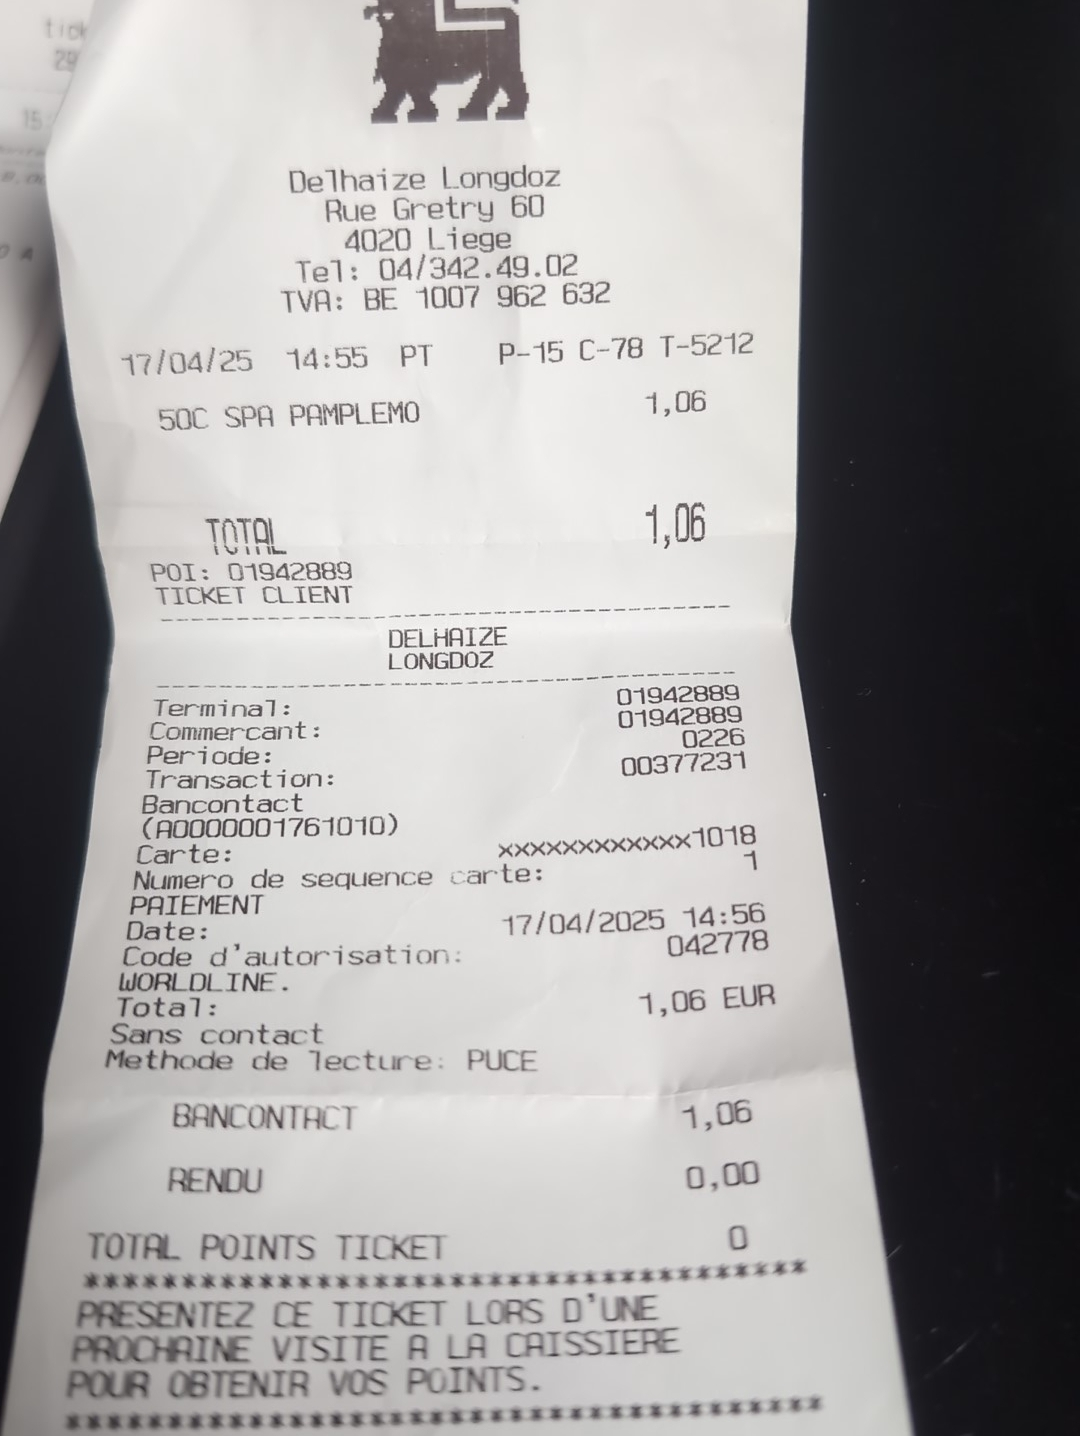 tick
29
15:
Delhaize Longdoz
Rue Gretry 60
4020 Liege
Tel: 04/342.49.02
TVA: BE 1007 962 632
17/04/25 14:55 PT P-15 C-78 T-5212
50C SPA PAMPLEMO 1,06
TOTAL 1,06
POI: 01942889
TICKET CLIENT
DELHAIZE
LONGDOZ
Terminal: 01942889
Commercant: 01942889
Periode: 0226
Transaction: 00377231
Bancontact
(A0000001761010)
Carte: xxxxxxxxxxxx1018
Numero de sequence carte: 1
PAIEMENT
Date: 17/04/2025 14:56
Code d'autorisation: 042778
WORLDLINE.
Total: 1,06 EUR
Sans contact
Methode de lecture: PUCE
BANCONTACT 1,06
RENDU 0,00
TOTAL POINTS TICKET 0
*****************************************
PRESENTEZ CE TICKET LORS D'UNE
PROCHAINE VISITE A LA CAISSIERE
POUR OBTENIR VOS POINTS.
*****************************************